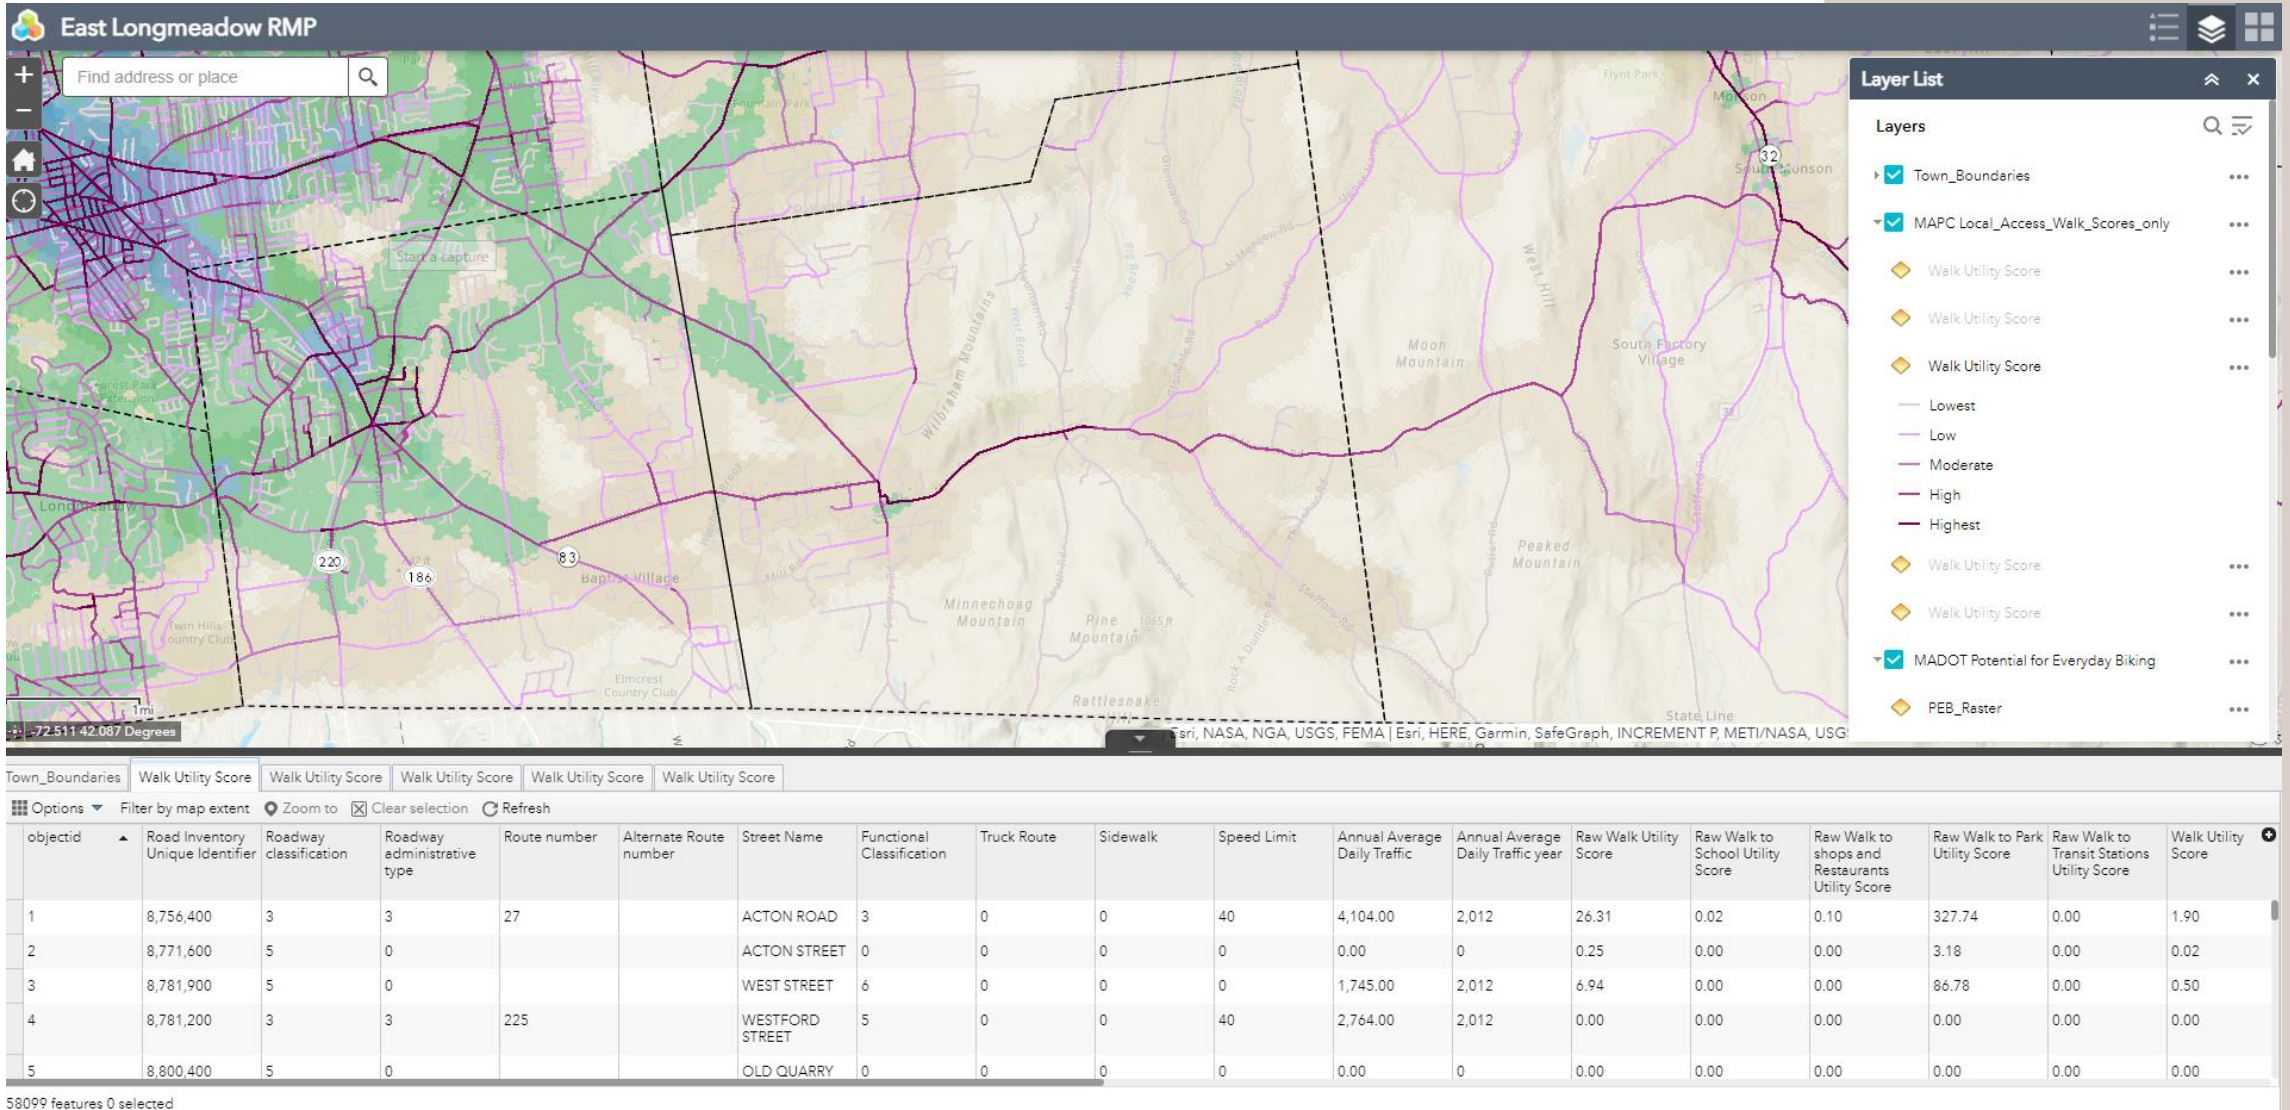 East Longmeadow RMP
Find address or place
Layer List
Layers
Town_Boundaries
MAPC Local_Access_Walk_Scores_only
Walk Utility Score
Walk Utility Score
Walk Utility Score
Lowest
Low
Moderate
High
Highest
Walk Utility Score
Walk Utility Score
MADOT Potential for Everyday Biking
PEB_Raster
Fountain Park
Flynt Park
Monson
32
South Monson
Start a capture
West Hill
Wilbraham Mountains
West Brook
Moon
Mountain
South Factory
Village
Forest Park
Extension
Longmeadow
220
186
83
Baptist Village
Peaked
Mountain
Minnechoag
Mountain
Pine 1065 ft
Mountain
Twin Hills
Country Club
Elmcrest
Country Club
Rattlesnake
State Line
1mi
-72.511 42.087 Degrees
Esri, NASA, NGA, USGS, FEMA | Esri, HERE, Garmin, SafeGraph, INCREMENT P, METI/NASA, USG
Town_Boundaries Walk Utility Score Walk Utility Score Walk Utility Score Walk Utility Score Walk Utility Score
Options Filter by map extent Zoom to Clear selection Refresh
objectid Road Inventory Unique Identifier Roadway classification Roadway administrative type Route number Alternate Route number Street Name Functional Classification Truck Route Sidewalk Speed Limit Annual Average Daily Traffic Annual Average Daily Traffic year Raw Walk Utility Score Raw Walk to School Utility Score Raw Walk to shops and Restaurants Utility Score Raw Walk to Park Utility Score Raw Walk to Transit Stations Utility Score Walk Utility Score
1 8,756,400 3 3 27 ACTON ROAD 3 0 0 40 4,104.00 2,012 26.31 0.02 0.10 327.74 0.00 1.90
2 8,771,600 5 0 ACTON STREET 0 0 0 0 0.00 0 0.25 0.00 0.00 3.18 0.00 0.02
3 8,781,900 5 0 WEST STREET 6 0 0 0 1,745.00 2,012 6.94 0.00 0.00 86.78 0.00 0.50
4 8,781,200 3 3 225 WESTFORD STREET 5 0 0 40 2,764.00 2,012 0.00 0.00 0.00 0.00 0.00 0.00
5 8,800,400 5 0 OLD QUARRY 0 0 0 0 0.00 0 0.00 0.00 0.00 0.00 0.00 0.00
58099 features 0 selected